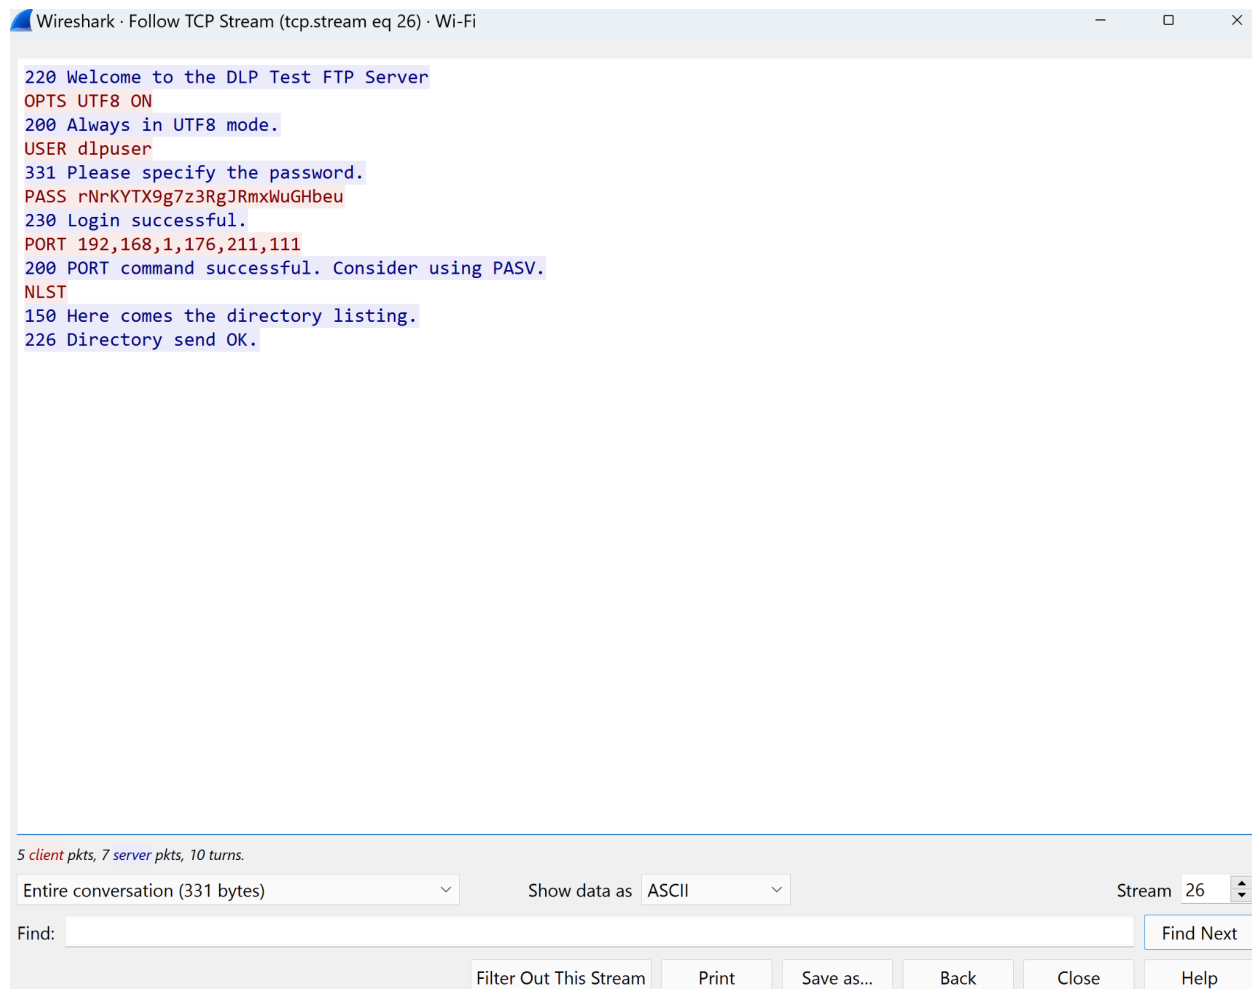 Wireshark · Follow TCP Stream (tcp.stream eq 26) · Wi-Fi
220 Welcome to the DLP Test FTP Server
OPTS UTF8 ON
200 Always in UTF8 mode.
USER dlpuser
331 Please specify the password.
PASS rNrKYTX9g7z3RgJRmxWuGHbeu
230 Login successful.
PORT 192,168,1,176,211,111
200 PORT command successful. Consider using PASV.
NLST
150 Here comes the directory listing.
226 Directory send OK.
5 client pkts, 7 server pkts, 10 turns.
Entire conversation (331 bytes) Show data as ASCII Stream 26
Find: Find Next
Filter Out This Stream Print Save as... Back Close Help